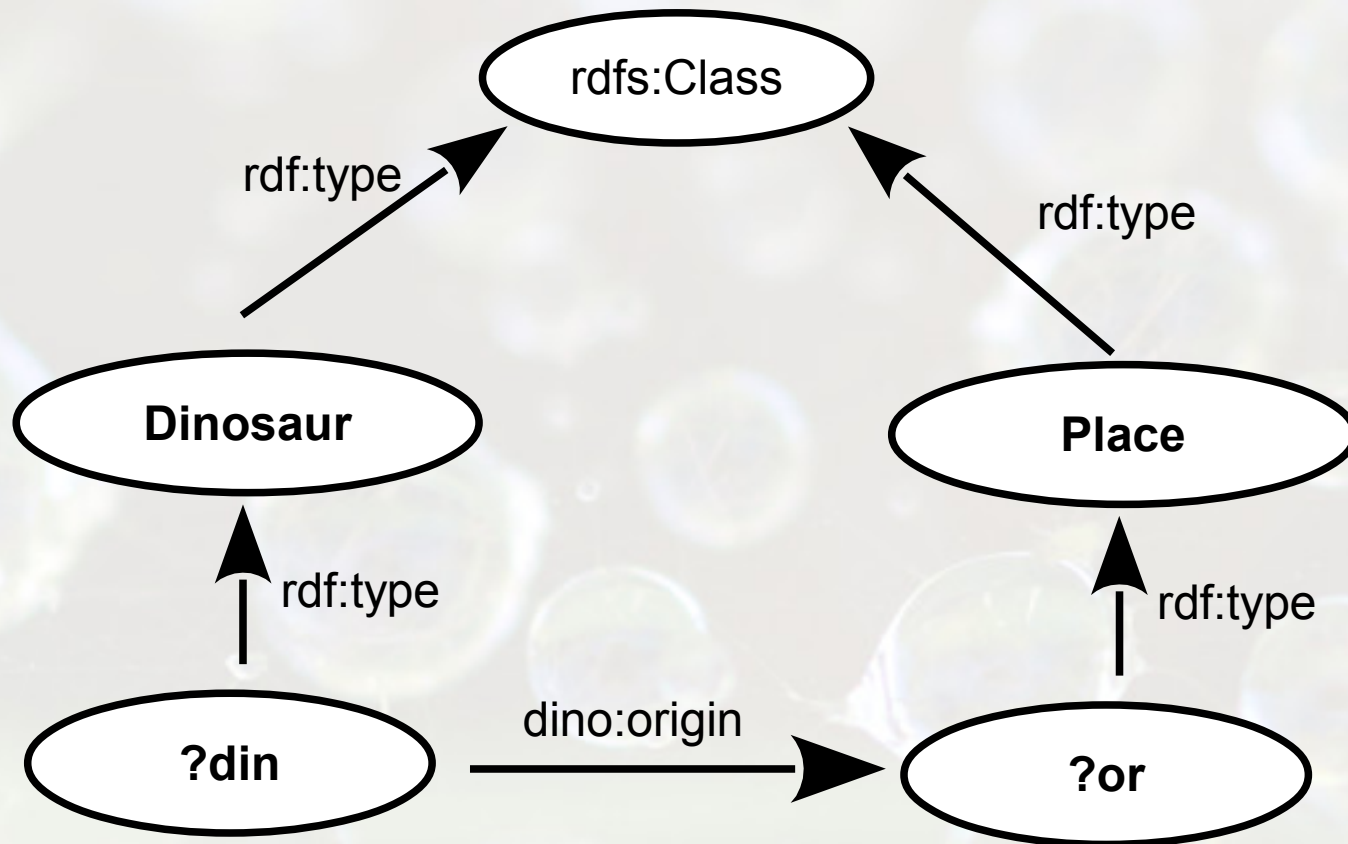 rdfs:Class
rdf:type
rdf:type
Dinosaur
Place
rdf:type
rdf:type
dino:origin
?din
?or